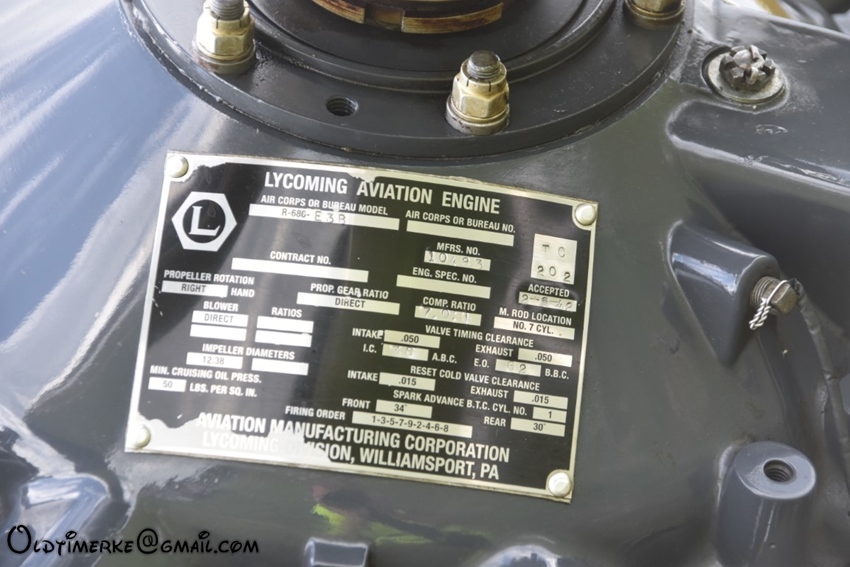 L
LYCOMING AVIATION ENGINE
AIR CORPS OR BUREAU MODEL
R-680- E3B
AIR CORPS OR BUREAU NO.
MFRS. NO.
TC
202
CONTRACT NO.
ENG. SPEC. NO.
ACCEPTED
PROPELLER ROTATION
RIGHT HAND
PROP. GEAR RATIO
DIRECT
COMP. RATIO
M. ROD LOCATION
NO. 7 CYL.
BLOWER
DIRECT
RATIOS
VALVE TIMING CLEARANCE
INTAKE .050
EXHAUST .050
I.C. A.B.C.
E.O. B.B.C.
IMPELLER DIAMETERS
12.38
RESET COLD VALVE CLEARANCE
INTAKE .015
EXHAUST .015
MIN. CRUISING OIL PRESS.
50 LBS. PER SQ. IN.
SPARK ADVANCE B.T.C. CYL. NO. 1
FRONT 34°
REAR 30°
FIRING ORDER 1-3-5-7-9-2-4-6-8
AVIATION MANUFACTURING CORPORATION
LYCOMING DIVISION, WILLIAMSPORT, PA
Oldtimerke@gmail.com